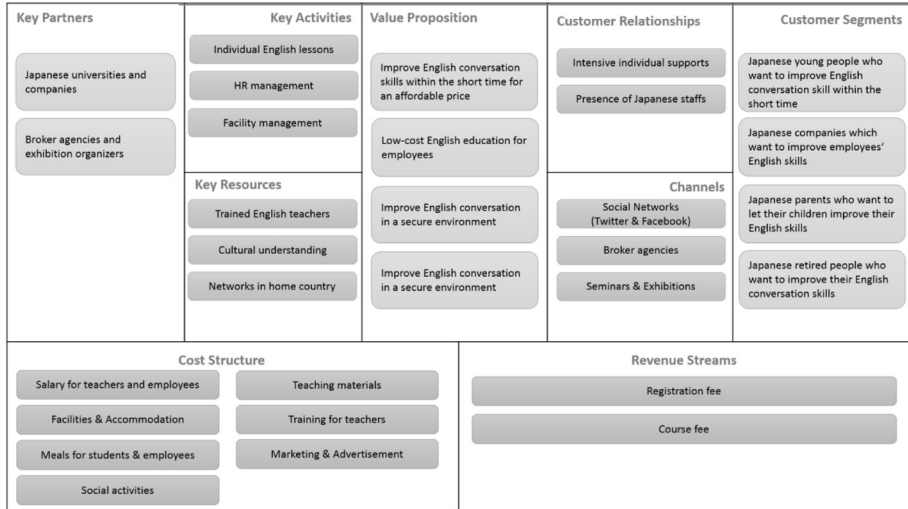 Key Partners
Japanese universities and
companies
Broker agencies and
exhibition organizers
Key Activities
Individual English lessons
HR management
Facility management
Key Resources
Trained English teachers
Cultural understanding
Networks in home country
Value Proposition
Improve English conversation
skills within the short time for
an affordable price
Low-cost English education for
employees
Improve English conversation
in a secure environment
Improve English conversation
in a secure environment
Customer Relationships
Intensive individual supports
Presence of Japanese staffs
Channels
Social Networks
(Twitter & Facebook)
Broker agencies
Seminars & Exhibitions
Customer Segments
Japanese young people who
want to improve English
conversation skill within the
short time
Japanese companies which
want to improve employees'
English skills
Japanese parents who want to
let their children improve their
English skills
Japanese retired people who
want to improve their English
conversation skills
Cost Structure
Salary for teachers and employees
Facilities & Accommodation
Meals for students & employees
Social activities
Teaching materials
Training for teachers
Marketing & Advertisement
Revenue Streams
Registration fee
Course fee